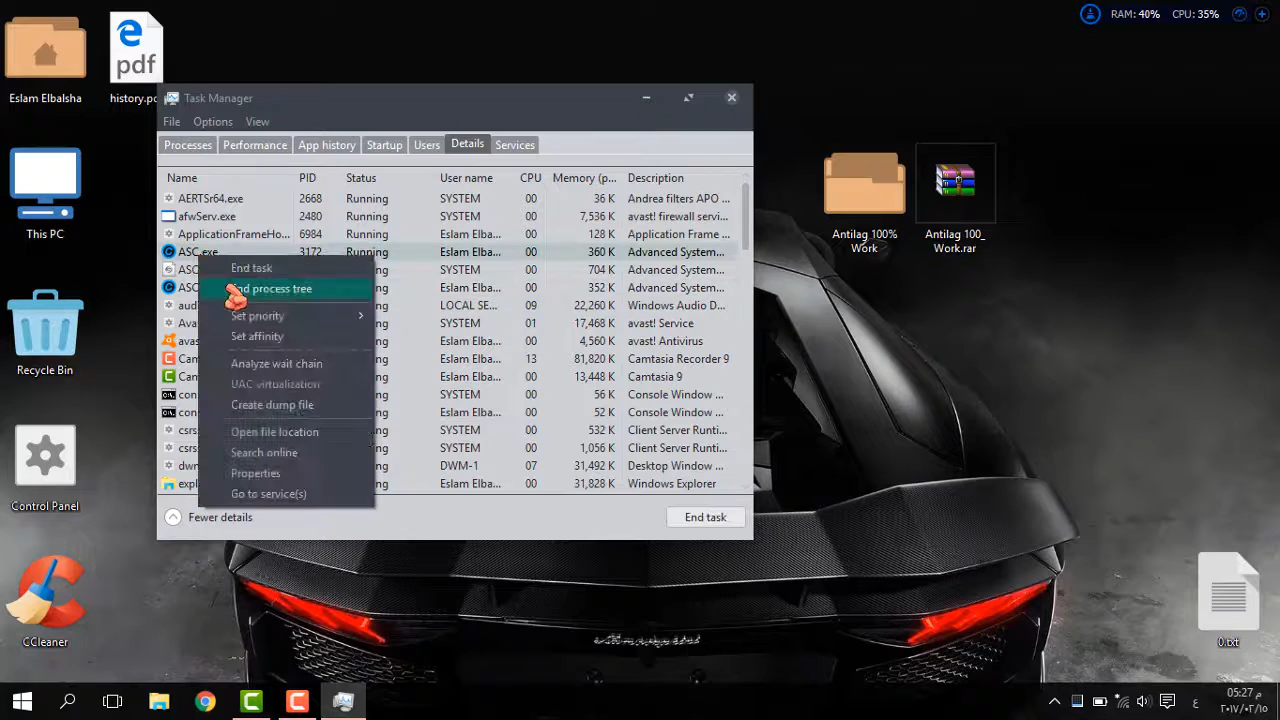 RAM: 40% CPU: 35%
pdf
Eslam Elbalsha
This PC
Recycle Bin
Control Panel
CCleaner
Task Manager
File Options View
Processes Performance App history Startup Users Details Services
Name PID Status User name CPU Memory (p... Description
AERTSr64.exe 2668 Running SYSTEM 00 36 K Andrea filters APO ...
afwServ.exe 2480 Running SYSTEM 00 7,536 K avast! firewall servi...
ApplicationFrameHo... 6984 Running Eslam Elba... 00 128 K Application Frame ...
ASC.exe 3172 Running Eslam Elba... 00 360 K Advanced System...
SYSTEM 00 704 K Advanced System...
Eslam Elba... 00 352 K Advanced System...
LOCAL SE... 09 22,260 K Windows Audio D...
SYSTEM 01 17,468 K avast! Service
Eslam Elba... 00 4,560 K avast! Antivirus
Eslam Elba... 13 81,820 K Camtasia Recorder 9
Eslam Elba... 00 13,448 K Camtasia 9
SYSTEM 00 56 K Console Window ...
Eslam Elba... 00 52 K Console Window ...
SYSTEM 00 532 K Client Server Runti...
SYSTEM 00 1,056 K Client Server Runti...
DWM-1 07 31,492 K Desktop Window ...
Eslam Elba... 00 31,828 K Windows Explorer
End task
process tree
Set priority
Set affinity
Analyze wait chain
UAC virtualization
Create dump file
Open file location
Search online
Properties
Go to service(s)
Fewer details End task
Antilag 100%
Work
Antilag 100_
Work.rar
0.txt
ع
05:27 م
٢٠١٧/٠٢/١٥